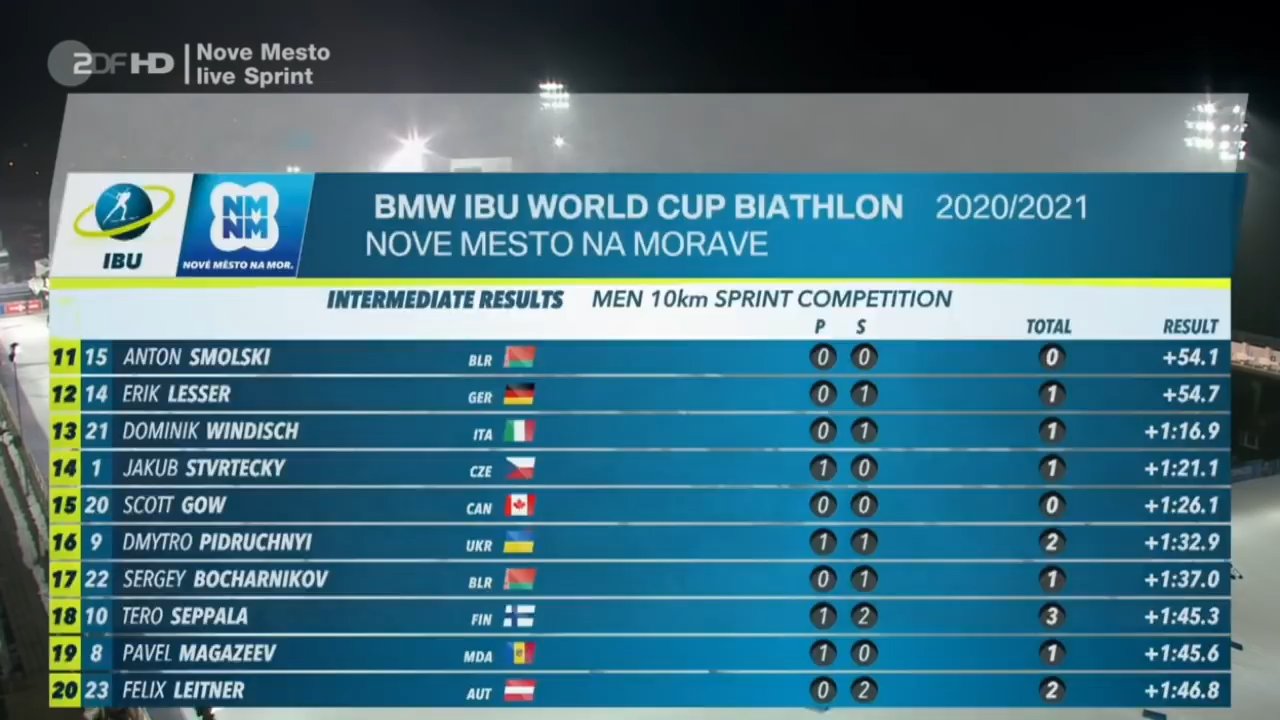 ZDF HD Nove Mesto
live Sprint
NM
NM
IBU
NOVÉ MĚSTO NA MOR.
BMW IBU WORLD CUP BIATHLON 2020/2021
NOVE MESTO NA MORAVE
INTERMEDIATE RESULTS MEN 10km SPRINT COMPETITION
P S TOTAL RESULT
11 15 ANTON SMOLSKI BLR 0 0 0 +54.1
12 14 ERIK LESSER GER 0 1 1 +54.7
13 21 DOMINIK WINDISCH ITA 0 1 1 +1:16.9
14 1 JAKUB STVRTECKY CZE 1 0 1 +1:21.1
15 20 SCOTT GOW CAN 0 0 0 +1:26.1
16 9 DMYTRO PIDRUCHNYI UKR 1 1 2 +1:32.9
17 22 SERGEY BOCHARNIKOV BLR 0 1 1 +1:37.0
18 10 TERO SEPPALA FIN 1 2 3 +1:45.3
19 8 PAVEL MAGAZEEV MDA 1 0 1 +1:45.6
20 23 FELIX LEITNER AUT 0 2 2 +1:46.8